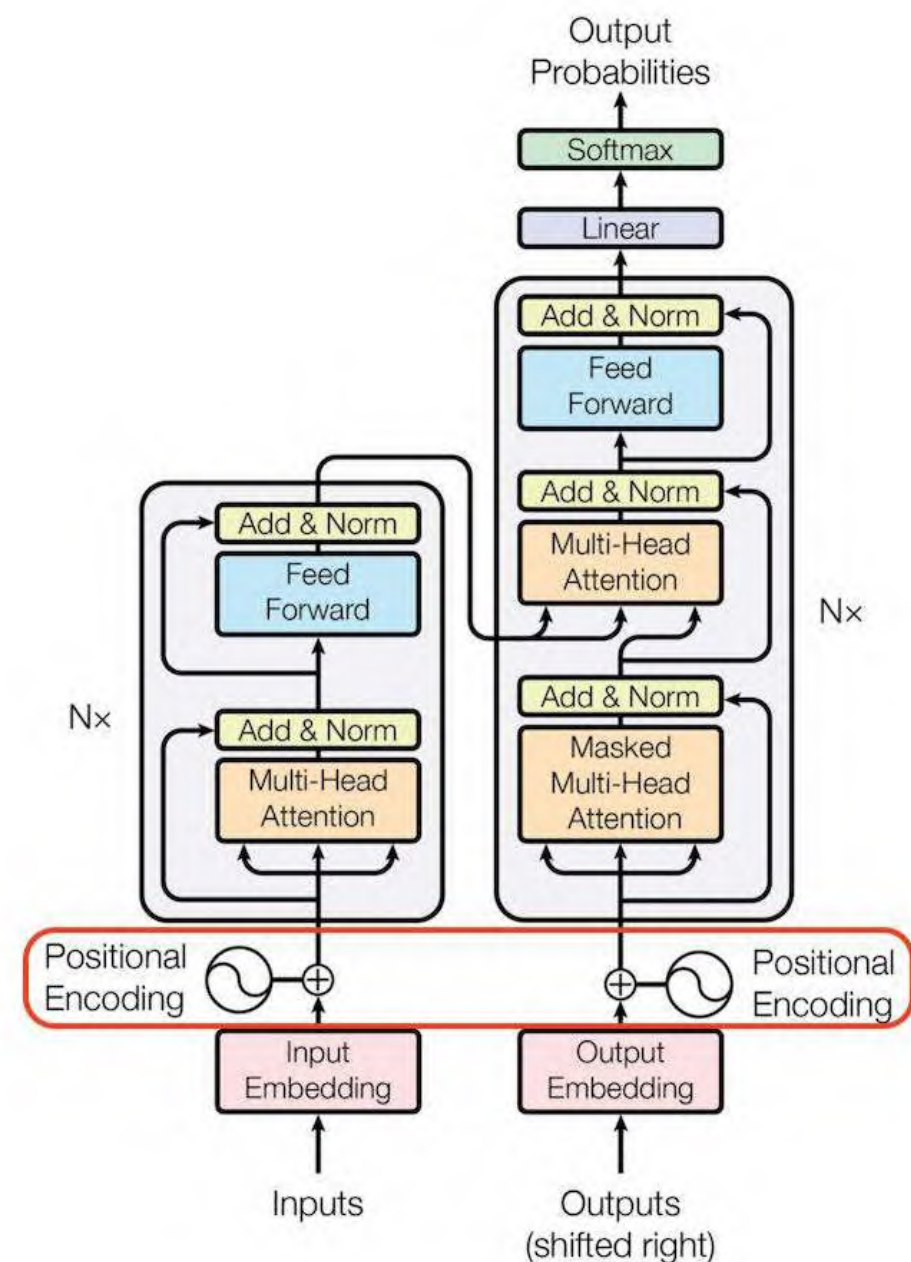 Output
Probabilities
Softmax
Linear
Add & Norm
Feed
Forward
Add & Norm
Multi-Head
Attention
Add & Norm
Masked
Multi-Head
Attention
Nx
Add & Norm
Feed
Forward
Add & Norm
Multi-Head
Attention
Nx
Positional
Encoding
Positional
Encoding
Input
Embedding
Output
Embedding
Inputs
Outputs
(shifted right)